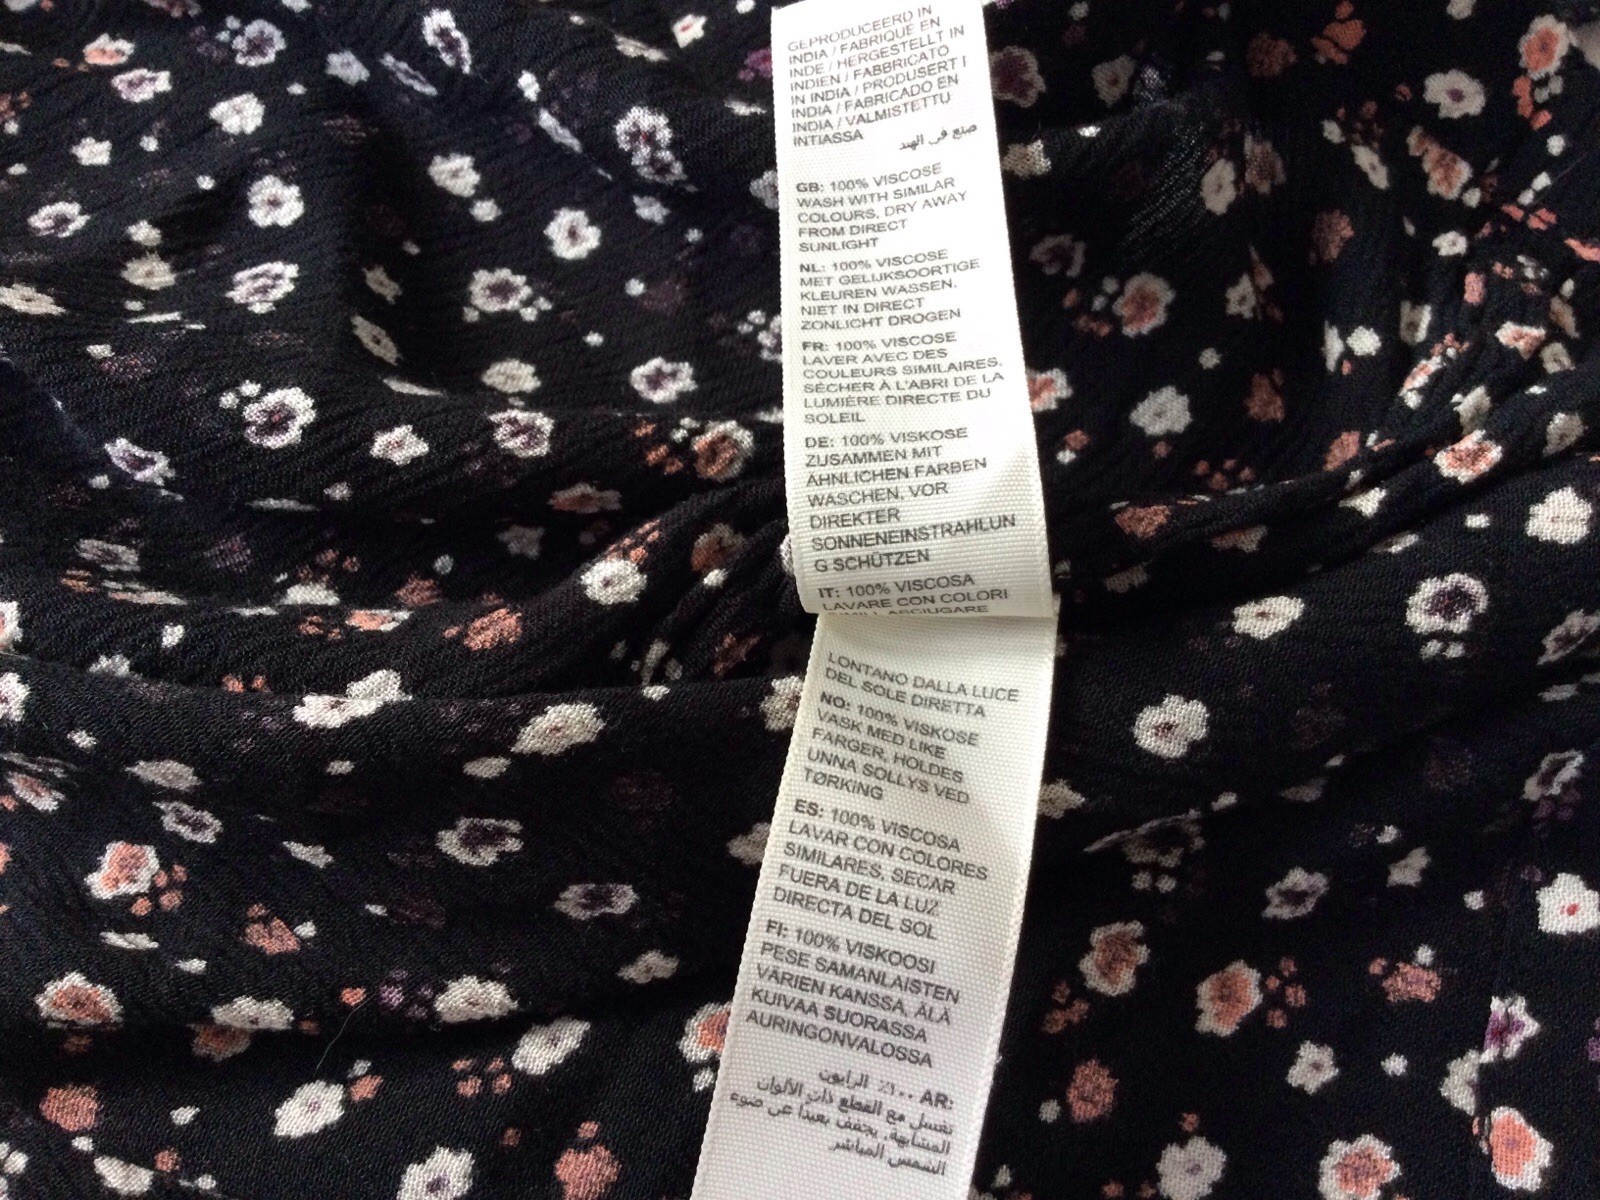 GEPRODUCEERD IN
INDIA / FABRIQUÉ EN
INDE / HERGESTELLT IN
INDIEN / FABBRICATO
IN INDIA / PRODUSERT I
INDIA / FABRICADO EN
INDIA / VALMISTETTU
INTIASSA
صنع في الهند
GB: 100% VISCOSE
WASH WITH SIMILAR
COLOURS, DRY AWAY
FROM DIRECT
SUNLIGHT
NL: 100% VISCOSE
MET GELIJKSOORTIGE
KLEUREN WASSEN.
NIET IN DIRECT
ZONLICHT DROGEN
FR: 100% VISCOSE
LAVER AVEC DES
COULEURS SIMILAIRES.
SÉCHER À L'ABRI DE LA
LUMIÈRE DIRECTE DU
SOLEIL
DE: 100% VISKOSE
ZUSAMMEN MIT
ÄHNLICHEN FARBEN
WASCHEN, VOR
DIREKTER
SONNENEINSTRAHLUN
G SCHÜTZEN
IT: 100% VISCOSA
LAVARE CON COLORI
SIMILI ASCIUGARE
LONTANO DALLA LUCE
DEL SOLE DIRETTA
NO: 100% VISKOSE
VASK MED LIKE
FARGER, HOLDES
UNNA SOLLYS VED
TØRKING
ES: 100% VISCOSA
LAVAR CON COLORES
SIMILARES, SECAR
FUERA DE LA LUZ
DIRECTA DEL SOL
FI: 100% VISKOOSI
PESE SAMANLAISTEN
VÄRIEN KANSSA, ÄLÄ
KUIVAA SUORASSA
AURINGONVALOSSA
AR: ١٠٠٪ الرايون
تغسل مع القطع ذات الألوان
المشابهة. يجفف بعيدا عن ضوء
الشمس المباشر